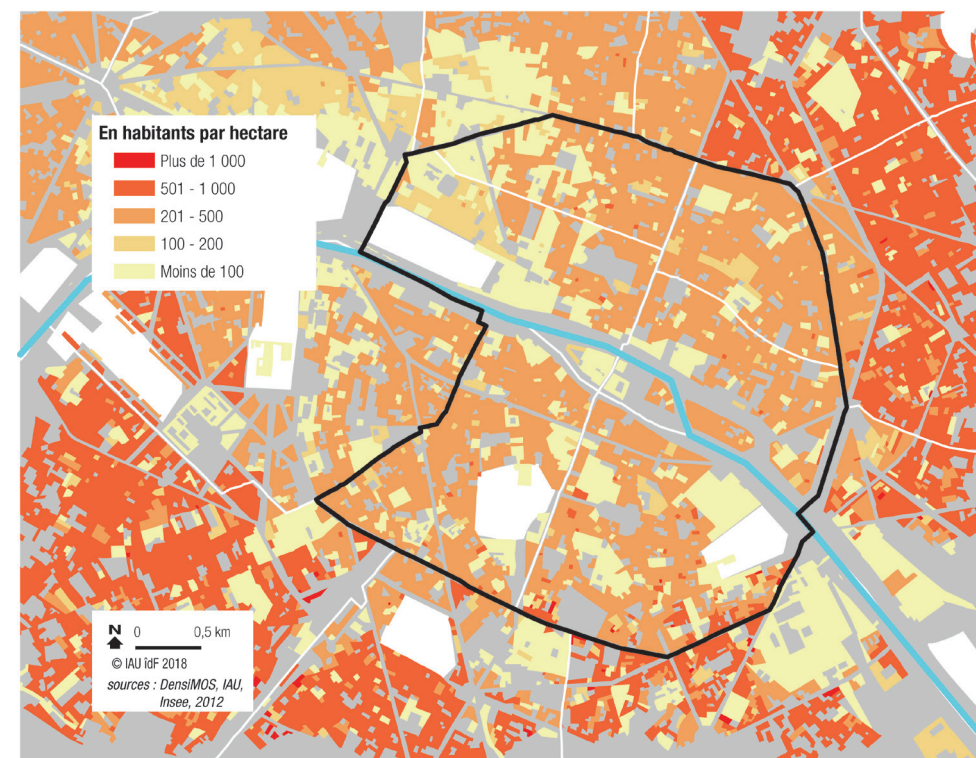 En habitants par hectare
Plus de 1 000
501 - 1 000
201 - 500
100 - 200
Moins de 100
N 0 0,5 km
© IAU îdF 2018
sources : DensiMOS, IAU,
Insee, 2012